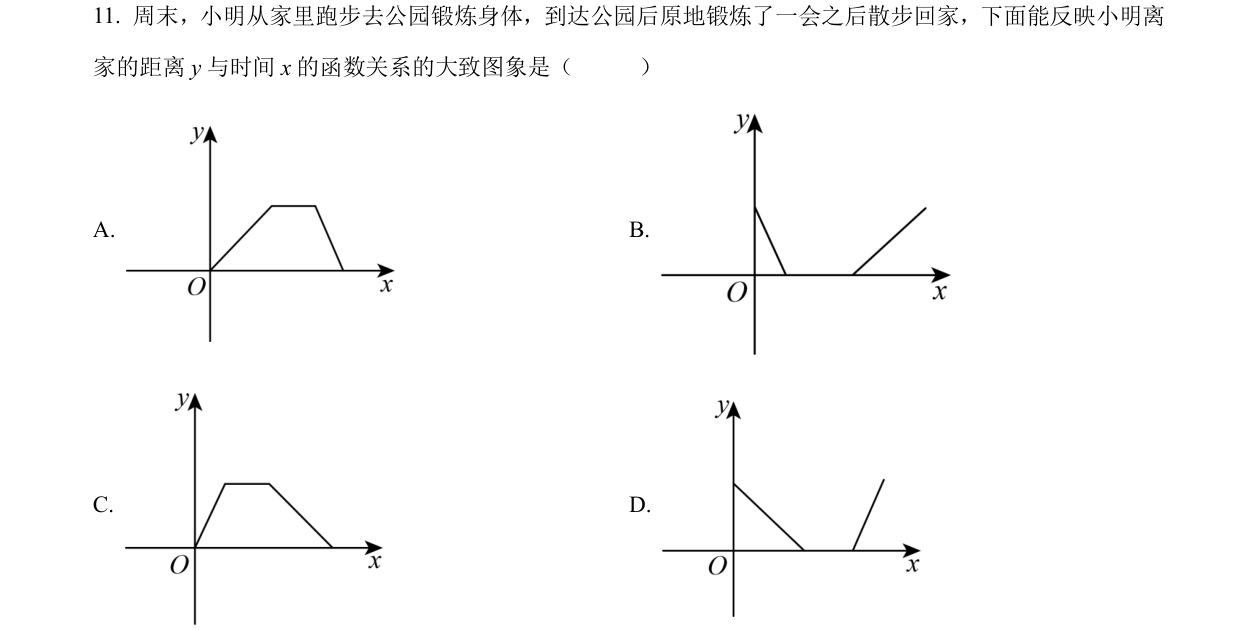 11. 周末，小明从家里跑步去公园锻炼身体，到达公园后原地锻炼了一会之后散步回家，下面能反映小明离
家的距离 y 与时间 x 的函数关系的大致图象是（　　）
y
A.
O
x
y
B.
O
x
y
C.
O
x
y
D.
O
x